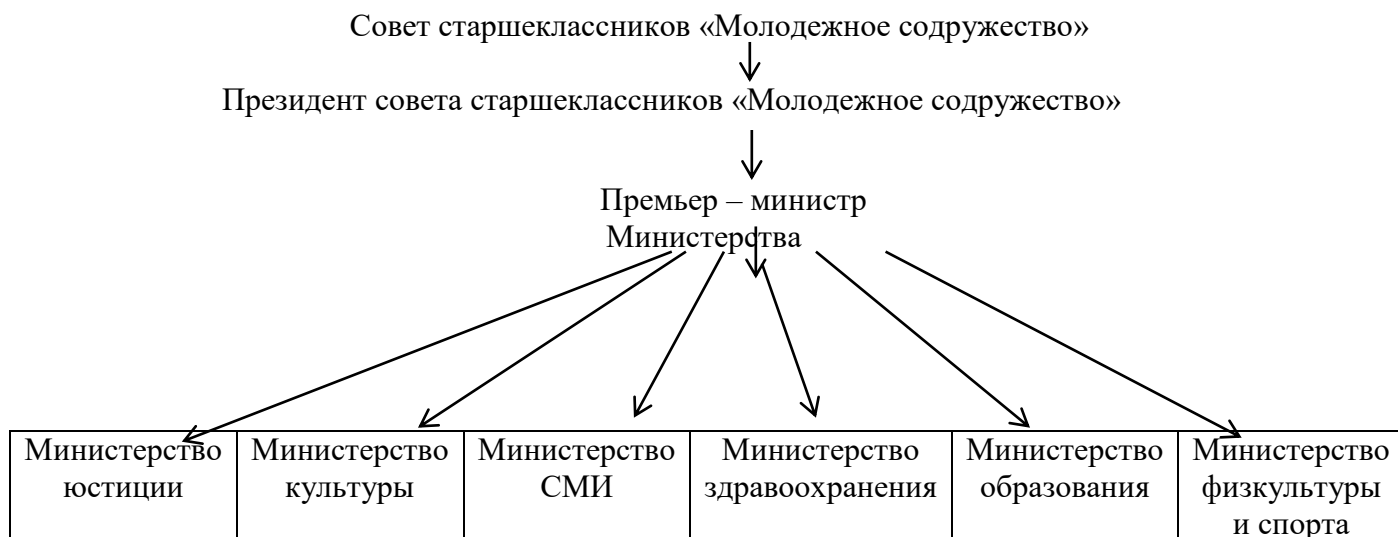 Совет старшеклассников «Молодежное содружество»
Президент совета старшеклассников «Молодежное содружество»
Премьер – министр
Министерства
Министерство
юстиции
Министерство
культуры
Министерство
СМИ
Министерство
здравоохранения
Министерство
образования
Министерство
физкультуры
и спорта